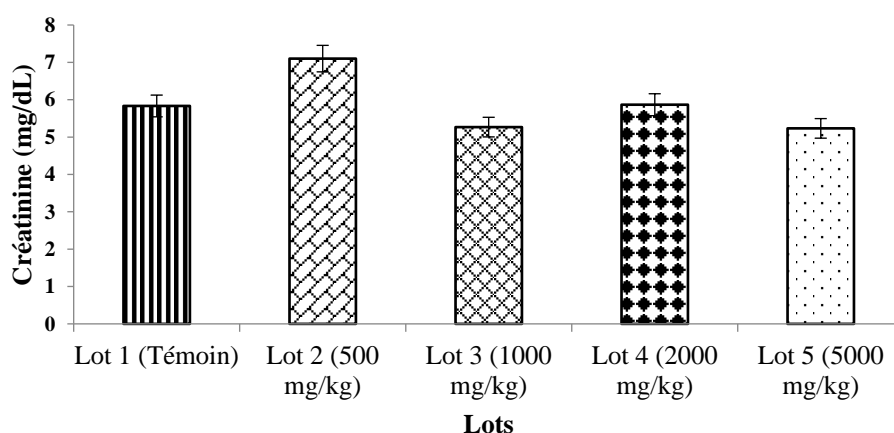 8
7
6
5
4
3
2
1
0
Créatinine (mg/dL)
Lot 1 (Témoin)
Lot 2 (500
mg/kg)
Lot 3 (1000
mg/kg)
Lot 4 (2000
mg/kg)
Lot 5 (5000
mg/kg)
Lots